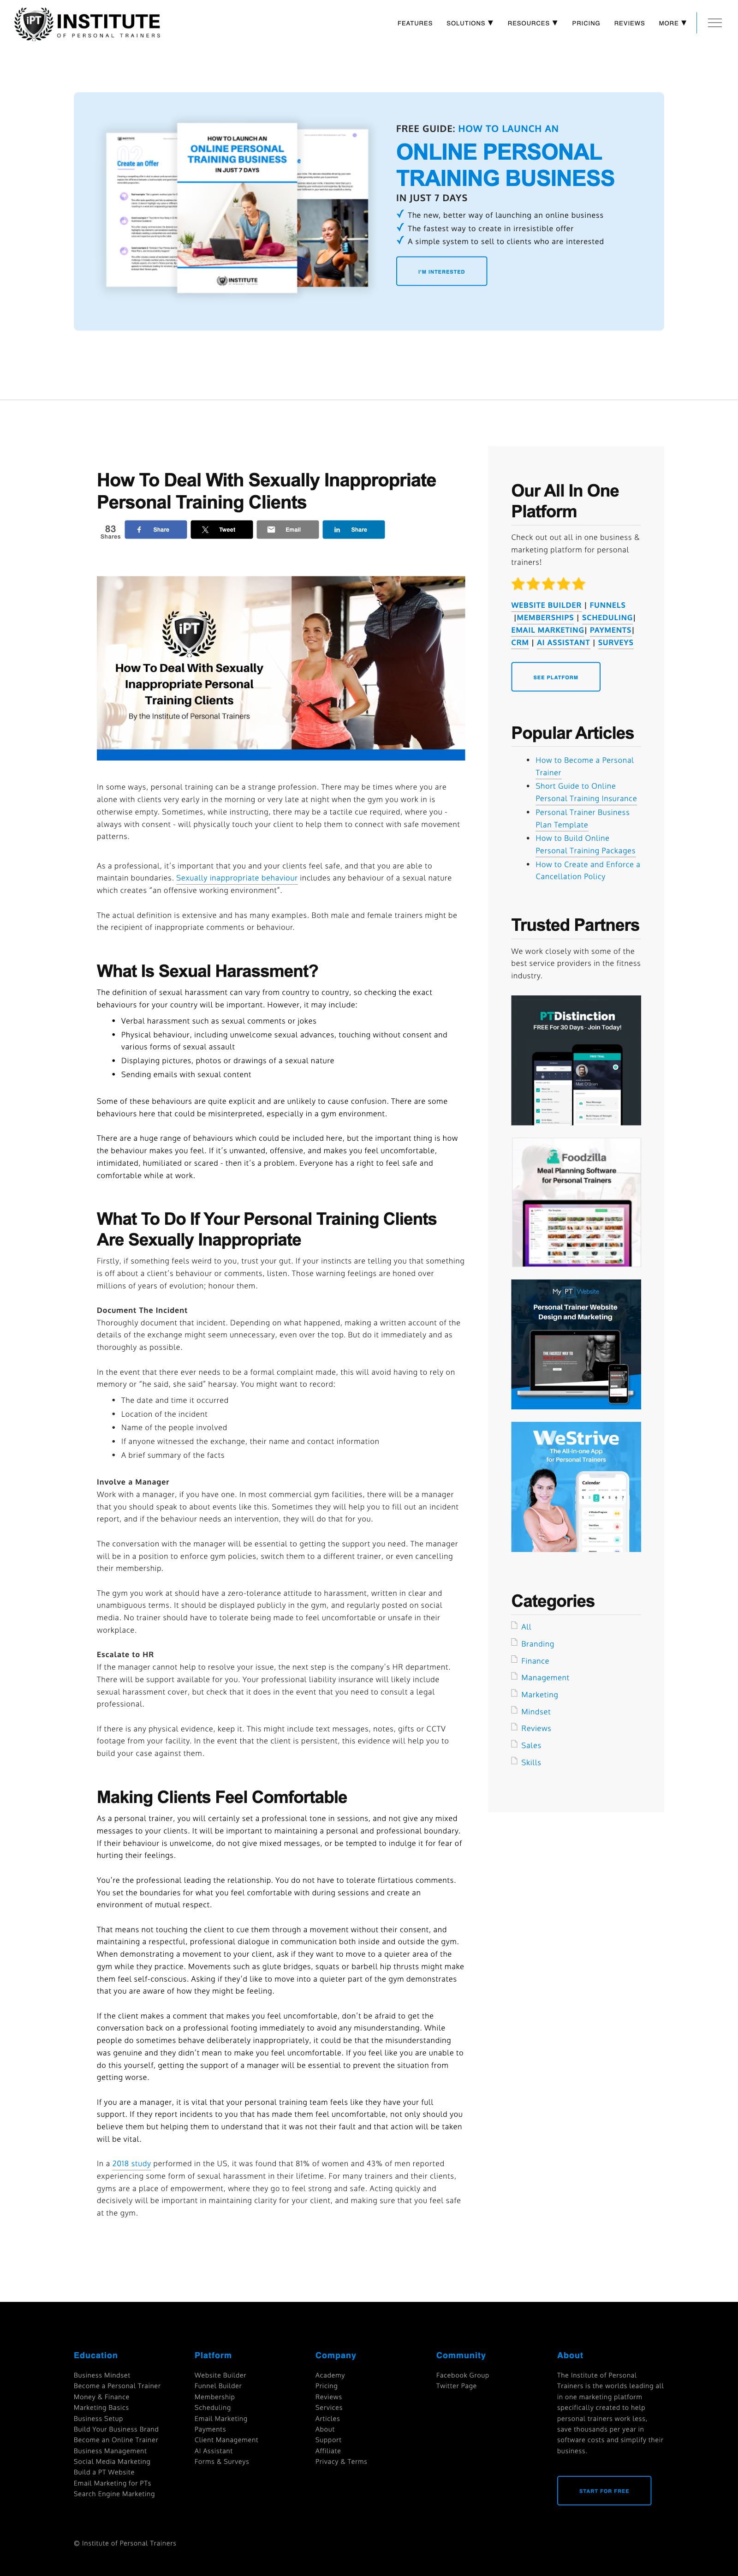 iPT INSTITUTE
OF PERSONAL TRAINERS
FEATURES SOLUTIONS ▼ RESOURCES ▼ PRICING REVIEWS MORE ▼
Create an Offer
HOW TO LAUNCH AN
ONLINE PERSONAL
TRAINING BUSINESS
IN JUST 7 DAYS
INSTITUTE
FREE GUIDE: HOW TO LAUNCH AN
ONLINE PERSONAL
TRAINING BUSINESS
IN JUST 7 DAYS
✓ The new, better way of launching an online business
✓ The fastest way to create in irresistible offer
✓ A simple system to sell to clients who are interested
I'M INTERESTED
How To Deal With Sexually Inappropriate
Personal Training Clients
83
Shares
Share
Tweet
Email
Share
iPT
How To Deal With Sexually
Inappropriate Personal
Training Clients
By the Institute of Personal Trainers
In some ways, personal training can be a strange profession. There may be times where you are
alone with clients very early in the morning or very late at night when the gym you work in is
otherwise empty. Sometimes, while instructing, there may be a tactile cue required, where you -
always with consent - will physically touch your client to help them to connect with safe movement
patterns.
As a professional, it's important that you and your clients feel safe, and that you are able to
maintain boundaries. Sexually inappropriate behaviour includes any behaviour of a sexual nature
which creates “an offensive working environment”.
The actual definition is extensive and has many examples. Both male and female trainers might be
the recipient of inappropriate comments or behaviour.
What Is Sexual Harassment?
The definition of sexual harassment can vary from country to country, so checking the exact
behaviours for your country will be important. However, it may include:
• Verbal harassment such as sexual comments or jokes
• Physical behaviour, including unwelcome sexual advances, touching without consent and
various forms of sexual assault
• Displaying pictures, photos or drawings of a sexual nature
• Sending emails with sexual content
Some of these behaviours are quite explicit and are unlikely to cause confusion. There are some
behaviours here that could be misinterpreted, especially in a gym environment.
There are a huge range of behaviours which could be included here, but the important thing is how
the behaviour makes you feel. If it's unwanted, offensive, and makes you feel uncomfortable,
intimidated, humiliated or scared - then it's a problem. Everyone has a right to feel safe and
comfortable while at work.
What To Do If Your Personal Training Clients
Are Sexually Inappropriate
Firstly, if something feels weird to you, trust your gut. If your instincts are telling you that something
is off about a client's behaviour or comments, listen. Those warning feelings are honed over
millions of years of evolution; honour them.
Document The Incident
Thoroughly document that incident. Depending on what happened, making a written account of the
details of the exchange might seem unnecessary, even over the top. But do it immediately and as
thoroughly as possible.
In the event that there ever needs to be a formal complaint made, this will avoid having to rely on
memory or “he said, she said” hearsay. You might want to record:
• The date and time it occurred
• Location of the incident
• Name of the people involved
• If anyone witnessed the exchange, their name and contact information
• A brief summary of the facts
Involve a Manager
Work with a manager, if you have one. In most commercial gym facilities, there will be a manager
that you should speak to about events like this. Sometimes they will help you to fill out an incident
report, and if the behaviour needs an intervention, they will do that for you.
The conversation with the manager will be essential to getting the support you need. The manager
will be in a position to enforce gym policies, switch them to a different trainer, or even cancelling
their membership.
The gym you work at should have a zero-tolerance attitude to harassment, written in clear and
unambiguous terms. It should be displayed publicly in the gym, and regularly posted on social
media. No trainer should have to tolerate being made to feel uncomfortable or unsafe in their
workplace.
Escalate to HR
If the manager cannot help to resolve your issue, the next step is the company's HR department.
There will be support available for you. Your professional liability insurance will likely include
sexual harassment cover, but check that it does in the event that you need to consult a legal
professional.
If there is any physical evidence, keep it. This might include text messages, notes, gifts or CCTV
footage from your facility. In the event that the client is persistent, this evidence will help you to
build your case against them.
Making Clients Feel Comfortable
As a personal trainer, you will certainly set a professional tone in sessions, and not give any mixed
messages to your clients. It will be important to maintaining a personal and professional boundary.
If their behaviour is unwelcome, do not give mixed messages, or be tempted to indulge it for fear of
hurting their feelings.
You're the professional leading the relationship. You do not have to tolerate flirtatious comments.
You set the boundaries for what you feel comfortable with during sessions and create an
environment of mutual respect.
That means not touching the client to cue them through a movement without their consent, and
maintaining a respectful, professional dialogue in communication both inside and outside the gym.
When demonstrating a movement to your client, ask if they want to move to a quieter area of the
gym while they practice. Movements such as glute bridges, squats or barbell hip thrusts might make
them feel self-conscious. Asking if they'd like to move into a quieter part of the gym demonstrates
that you are aware of how they might be feeling.
If the client makes a comment that makes you feel uncomfortable, don't be afraid to get the
conversation back on a professional footing immediately to avoid any misunderstanding. While
people do sometimes behave deliberately inappropriately, it could be that the misunderstanding
was genuine and they didn't mean to make you feel uncomfortable. If you feel like you are unable to
do this yourself, getting the support of a manager will be essential to prevent the situation from
getting worse.
If you are a manager, it is vital that your personal training team feels like they have your full
support. If they report incidents to you that has made them feel uncomfortable, not only should you
believe them but helping them to understand that it was not their fault and that action will be taken
will be vital.
In a 2018 study performed in the US, it was found that 81% of women and 43% of men reported
experiencing some form of sexual harassment in their lifetime. For many trainers and their clients,
gyms are a place of empowerment, where they go to feel strong and safe. Acting quickly and
decisively will be important in maintaining clarity for your client, and making sure that you feel safe
at the gym.
Our All In One
Platform
Check out out all in one business &
marketing platform for personal
trainers!
WEBSITE BUILDER | FUNNELS
|MEMBERSHIPS | SCHEDULING|
EMAIL MARKETING| PAYMENTS|
CRM | AI ASSISTANT | SURVEYS
SEE PLATFORM
Popular Articles
• How to Become a Personal
Trainer
• Short Guide to Online
Personal Training Insurance
• Personal Trainer Business
Plan Template
• How to Build Online
Personal Training Packages
• How to Create and Enforce a
Cancellation Policy
Trusted Partners
We work closely with some of the
best service providers in the fitness
industry.
PTDistinction
FREE For 30 Days - Join Today!
Foodzilla
Meal Planning Software
for Personal Trainers
My PT Website
Personal Trainer Website
Design and Marketing
WeStrive
The All-in-one App
for Personal Trainers
Calendar
Categories
All
Branding
Finance
Management
Marketing
Mindset
Reviews
Sales
Skills
Education
Business Mindset
Become a Personal Trainer
Money & Finance
Marketing Basics
Business Setup
Build Your Business Brand
Become an Online Trainer
Business Management
Social Media Marketing
Build a PT Website
Email Marketing for PTs
Search Engine Marketing
Platform
Website Builder
Funnel Builder
Membership
Scheduling
Email Marketing
Payments
Client Management
AI Assistant
Forms & Surveys
Company
Academy
Pricing
Reviews
Services
Articles
About
Support
Affiliate
Privacy & Terms
Community
Facebook Group
Twitter Page
About
The Institute of Personal
Trainers is the worlds leading all
in one marketing platform
specifically created to help
personal trainers work less,
save thousands per year in
software costs and simplify their
business.
START FOR FREE
© Institute of Personal Trainers